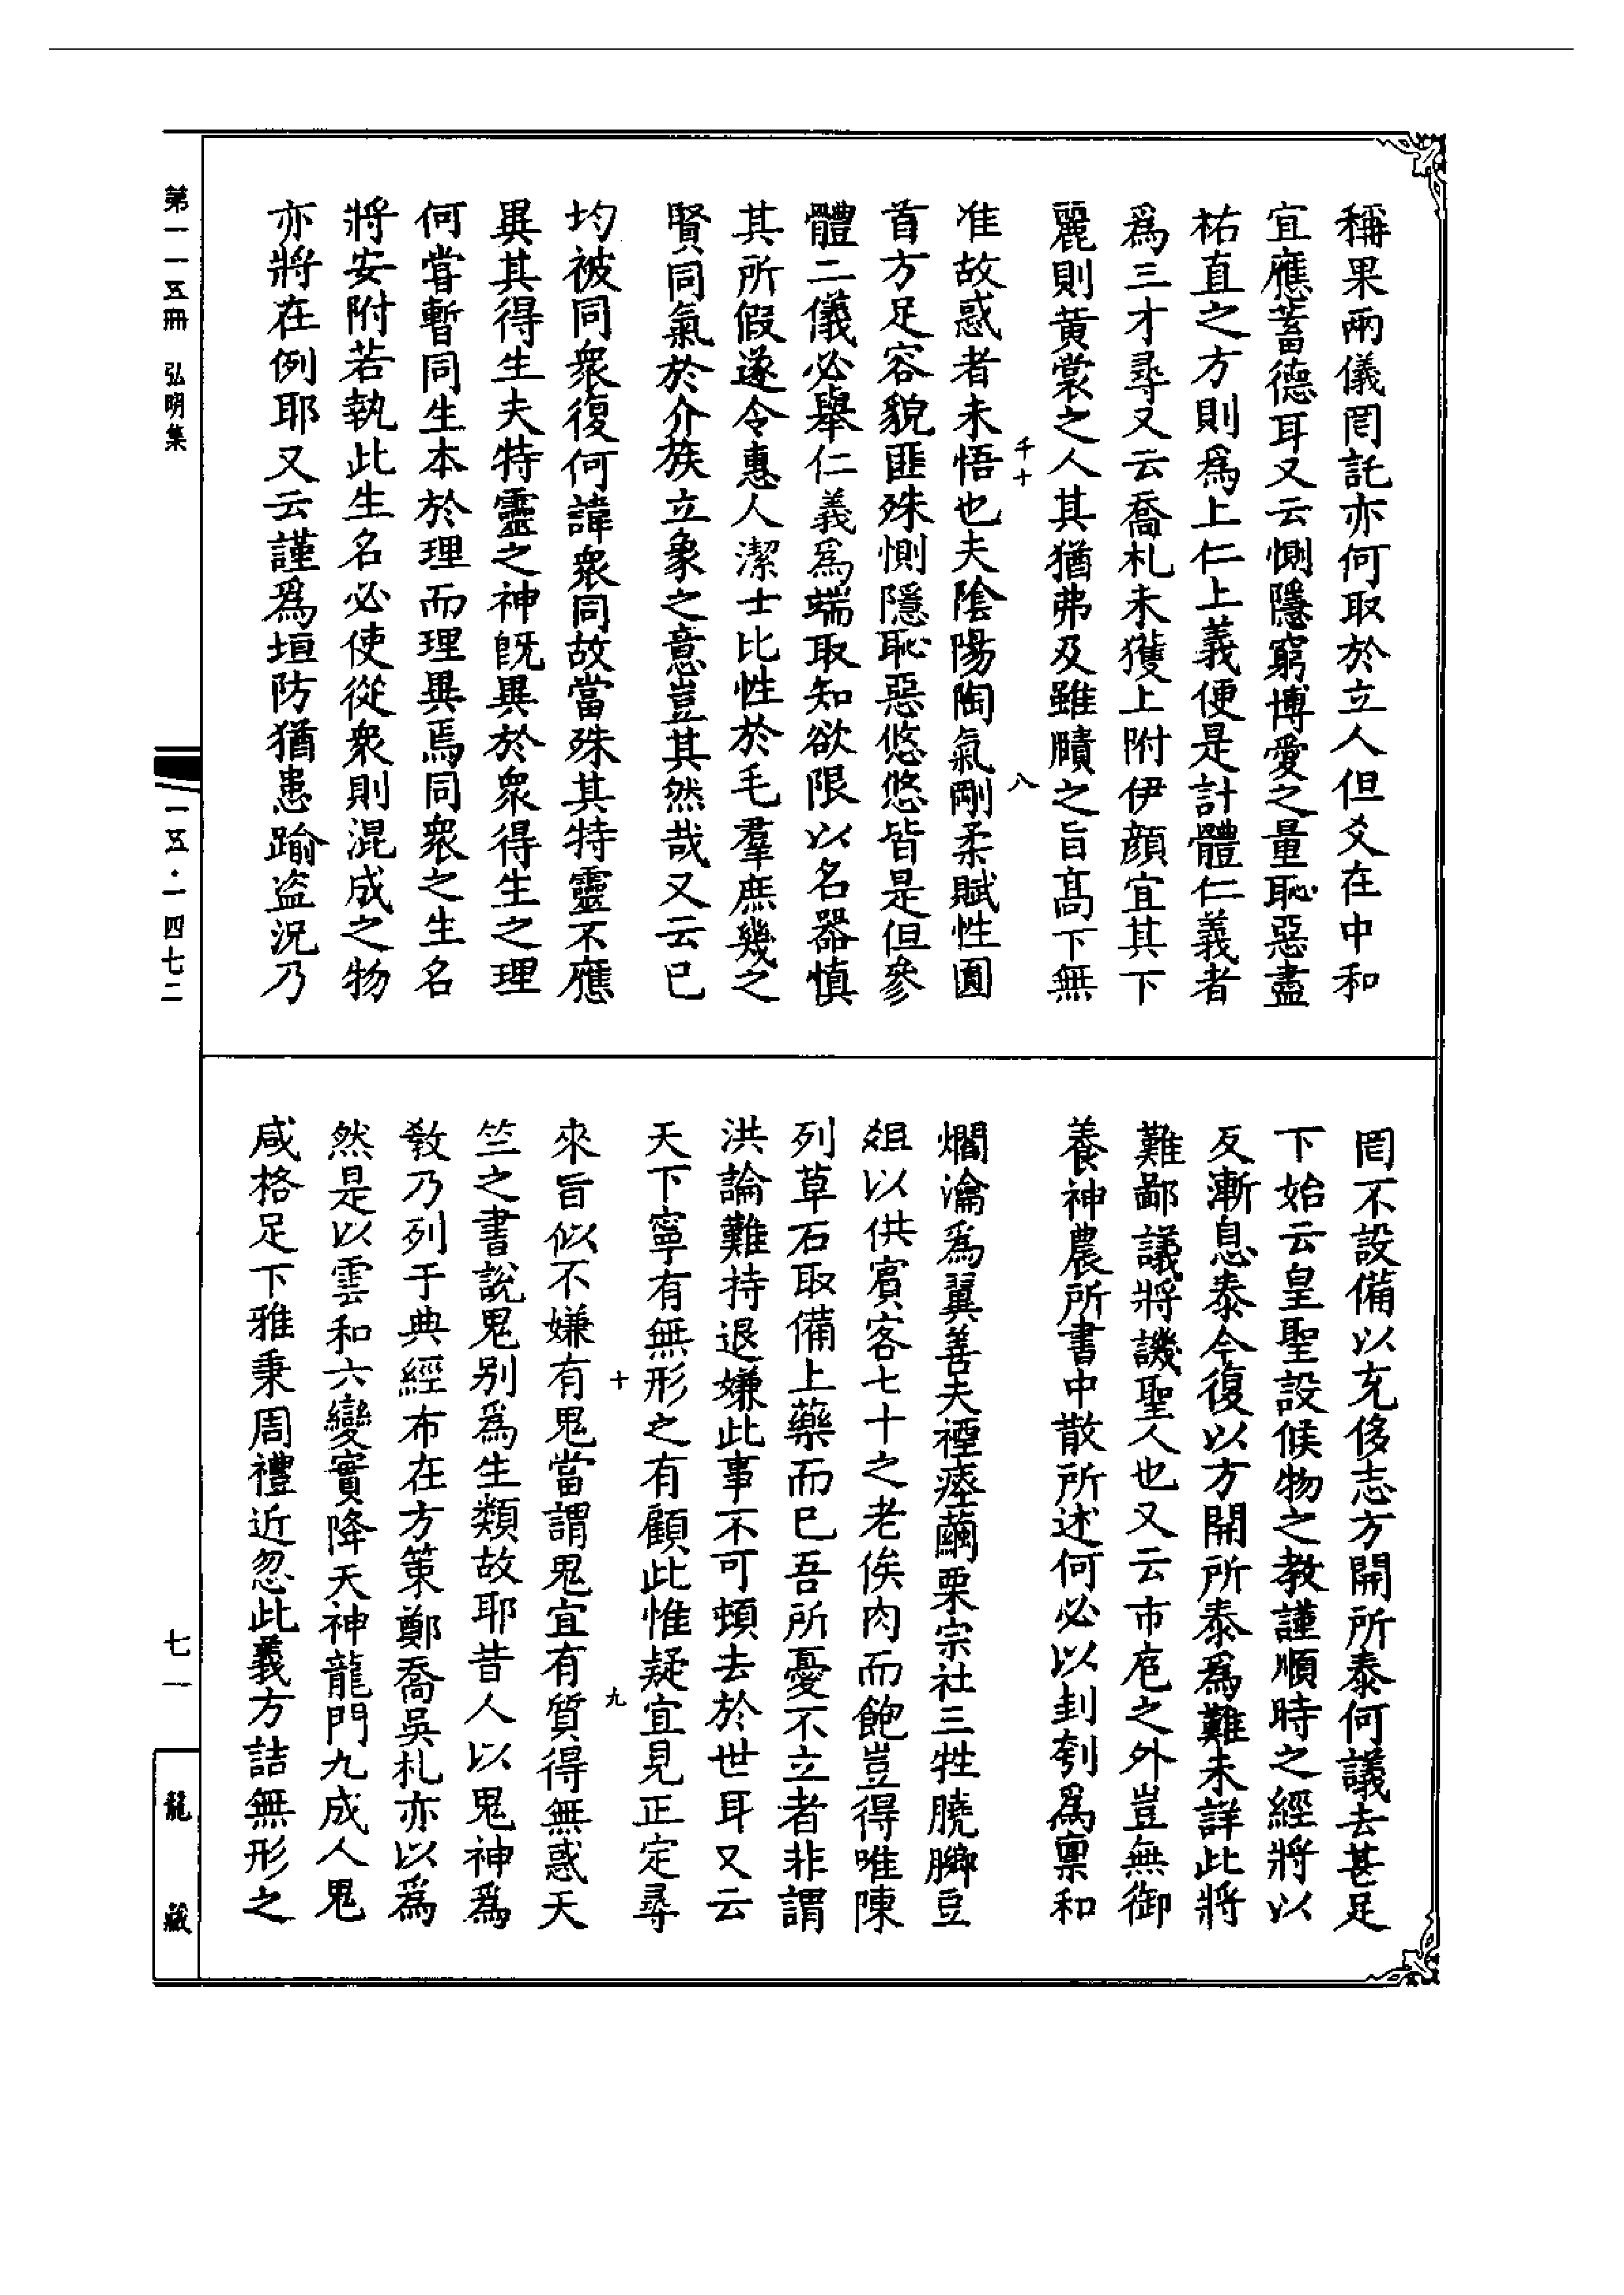 稱果兩儀罔託亦何取於立人但爻在中和
宜應蓄德耳又云惻隱窮博愛之量恥惡盡
祐直之方則爲上仁上義便是計體仁義者
爲三才尋又云喬札未獲上附伊顏宜其下
麗則黃裳之人其猶弗及雖賾之旨高下無
千十
八
准故惑者未悟也夫陰陽陶氣剛柔賦性圓
首方足容貌匪殊惻隱恥惡悠悠皆是但參
體二儀必舉仁義爲端取知欲限以名器慎
其所假遂令惠人潔士比性於毛羣庶幾之
賢同氣於介族立象之意豈其然哉又云已
均被同衆復何諱衆同故當殊其特靈不應
異其得生夫特靈之神旣異於衆得生之理
何甞暫同生本於理而理異焉同衆之生名
將安附若執此生名必使從衆則混成之物
亦將在例耶又云謹爲垣防猶患踰盜況乃
罔不設備以充侈志方開所泰何議去甚足
下始云皇聖設候物之教謹順時之經將以
反漸息泰今復以方開所泰爲難未詳此將
難鄙議將譏聖人也又云市庖之外豈無御
養神農所書中散所述何必以刲刳爲稟和
爓瀹爲翼善夫禋瘞繭栗宗社三牲膮臐豆
俎以供賓客七十之老俟肉而飽豈得唯陳
列草石取備上藥而已吾所憂不立者非謂
洪論難持退嫌此事不可頓去於世耳又云
天下寧有無形之有顧此惟疑宜見正定尋
十
九
來旨似不嫌有鬼當謂鬼宜有質得無惑天
竺之書說鬼别爲生類故耶昔人以鬼神爲
教乃列于典經布在方策鄭喬吳札亦以爲
然是以雲和六變實降天神龍門九成人鬼
咸格足下雅秉周禮近忽此義方詰無形之
第一一五冊　弘明集
一五·一四七二
七一
龍藏